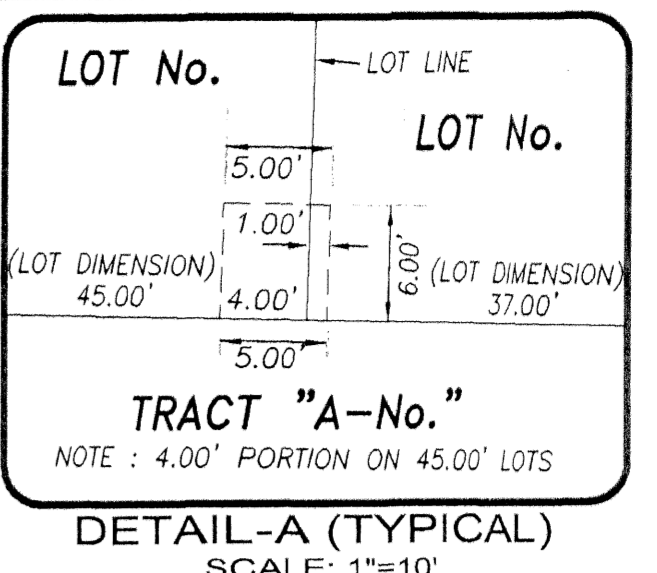 LOT No.
LOT LINE
LOT No.
5.00'
1.00'
6.00'
(LOT DIMENSION)
45.00'
4.00'
(LOT DIMENSION)
37.00'
5.00'
TRACT "A-No."
NOTE : 4.00' PORTION ON 45.00' LOTS
DETAIL-A (TYPICAL)
SCALE: 1"=10'